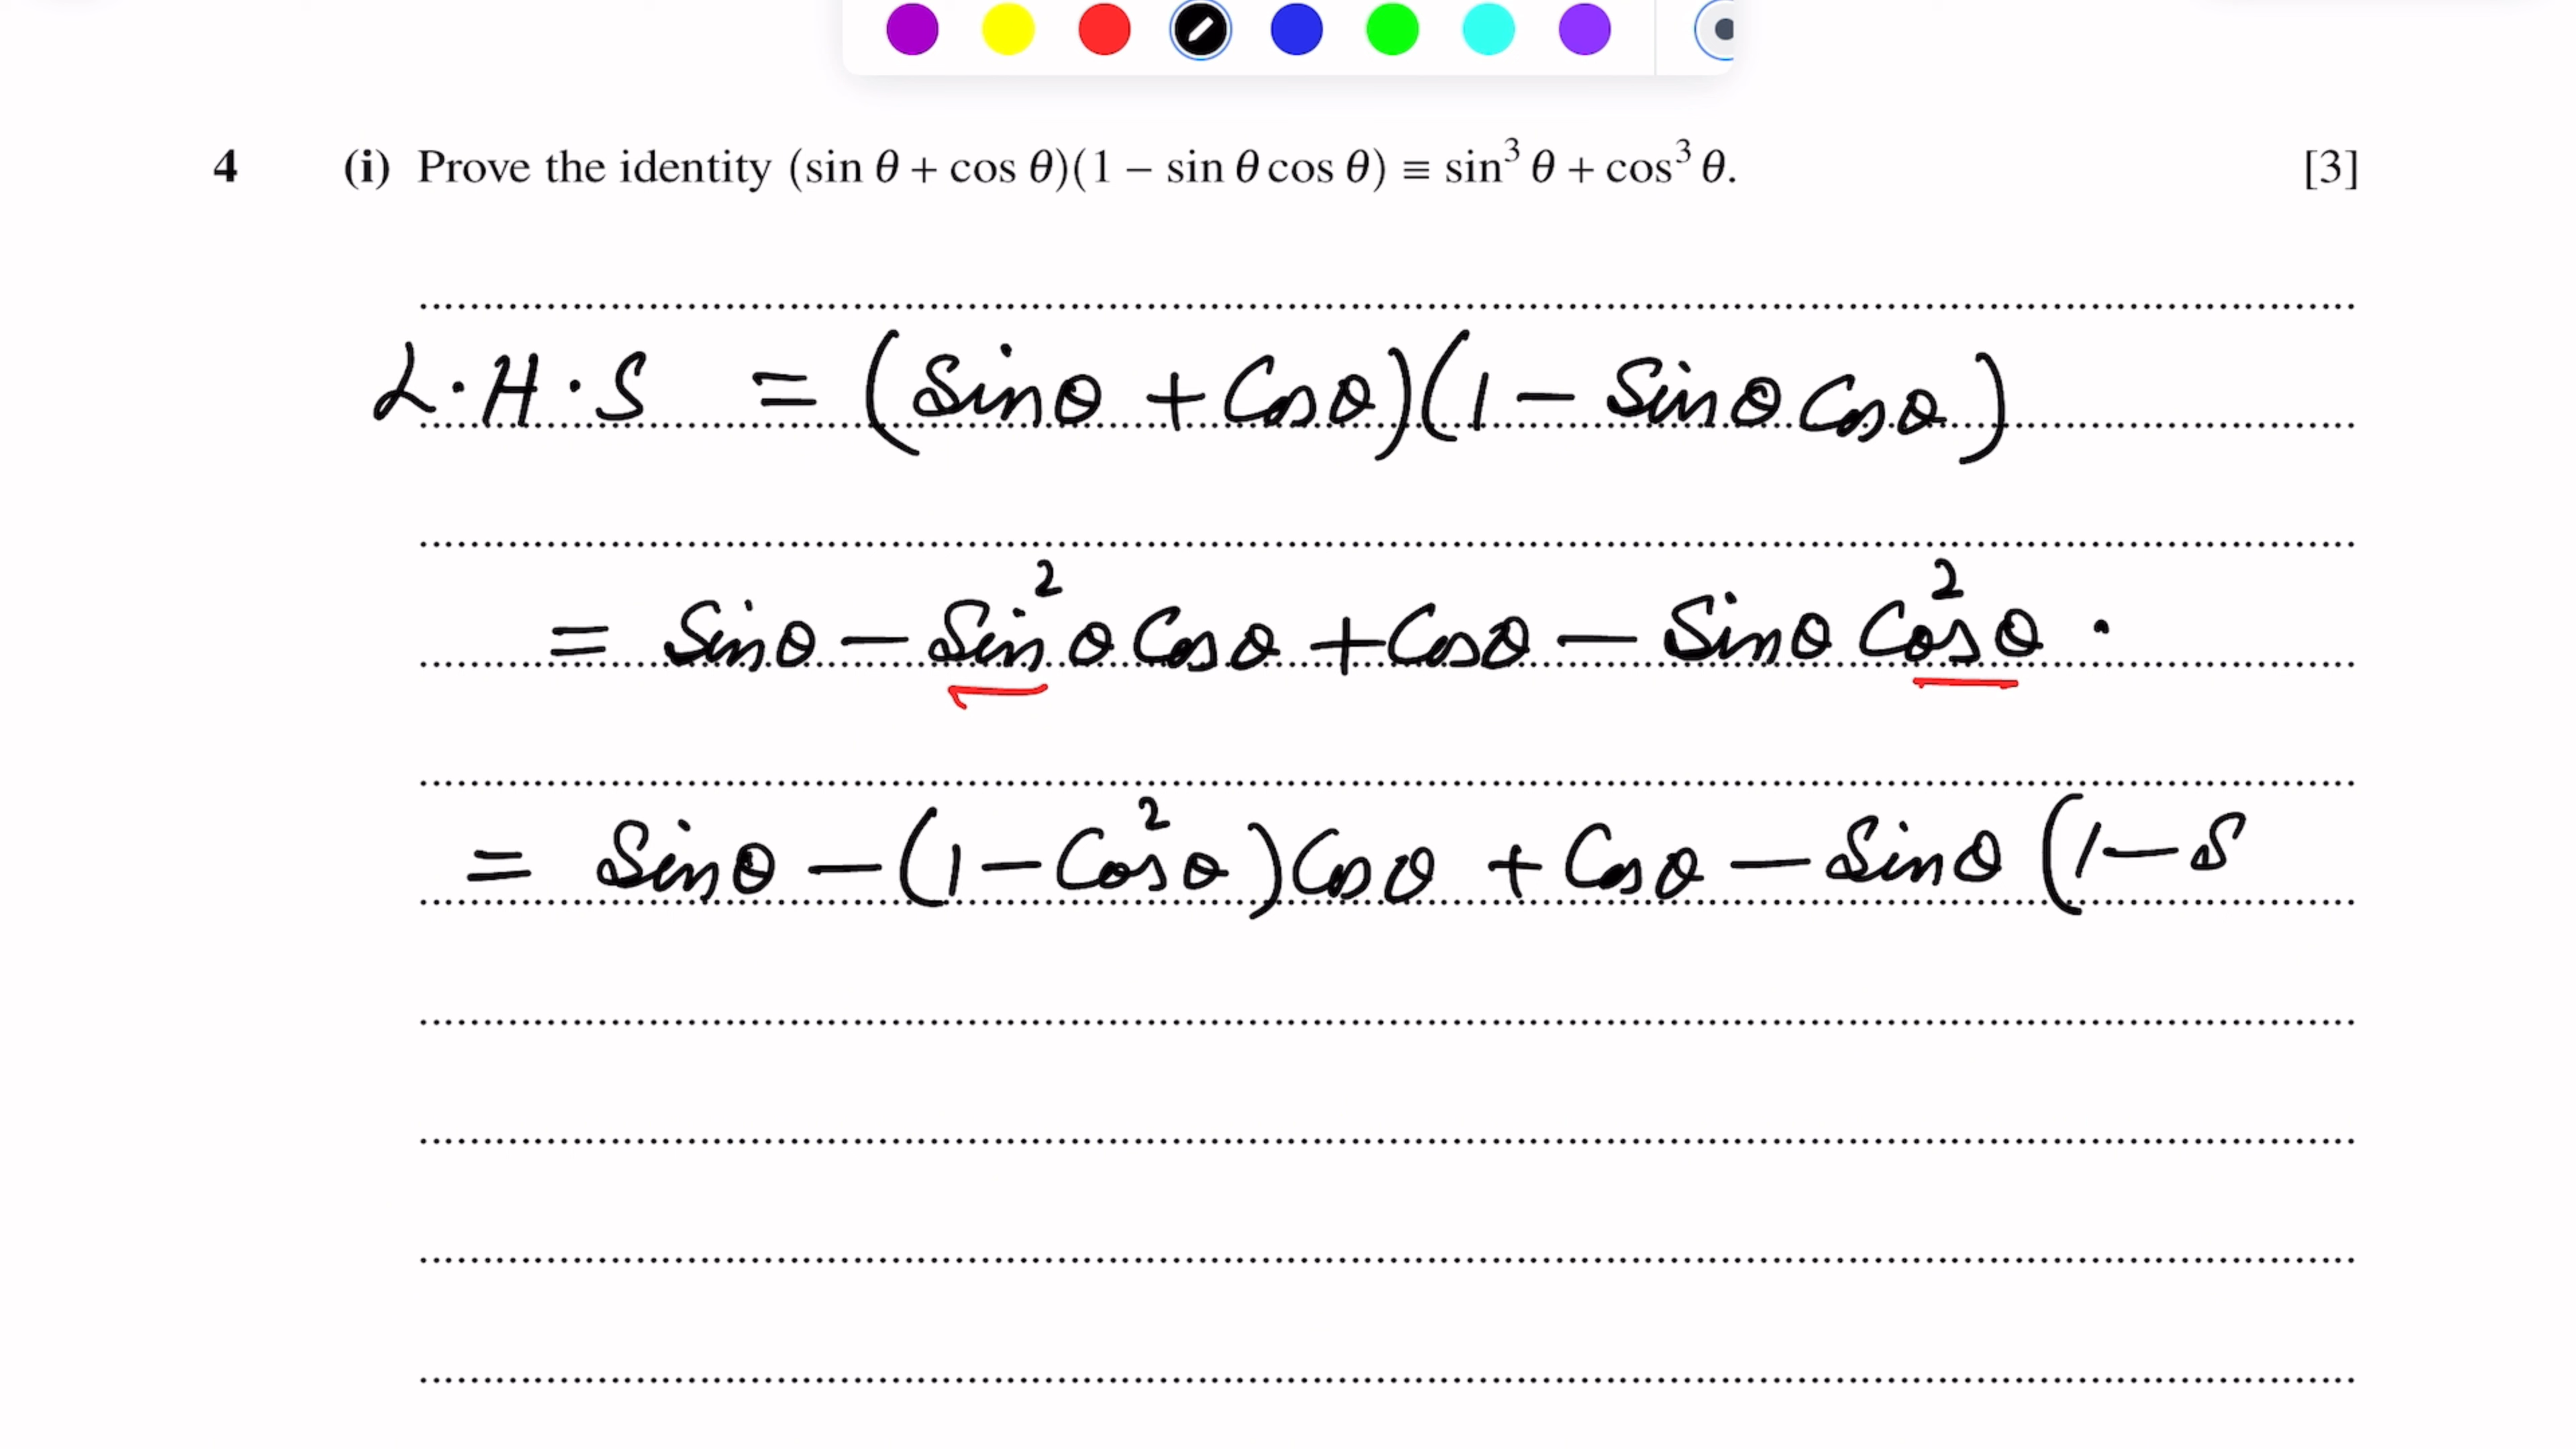 4 (i) Prove the identity (sin θ + cos θ)(1 − sin θ cos θ) ≡ sin³ θ + cos³ θ. [3]
L.H.S = (Sinθ + Cosθ)(1 − Sinθ Cosθ)
= Sinθ − Sin²θ Cosθ + Cosθ − Sinθ Cos²θ .
= Sinθ − (1 − Cos²θ)Cosθ + Cosθ − Sinθ (1 − S